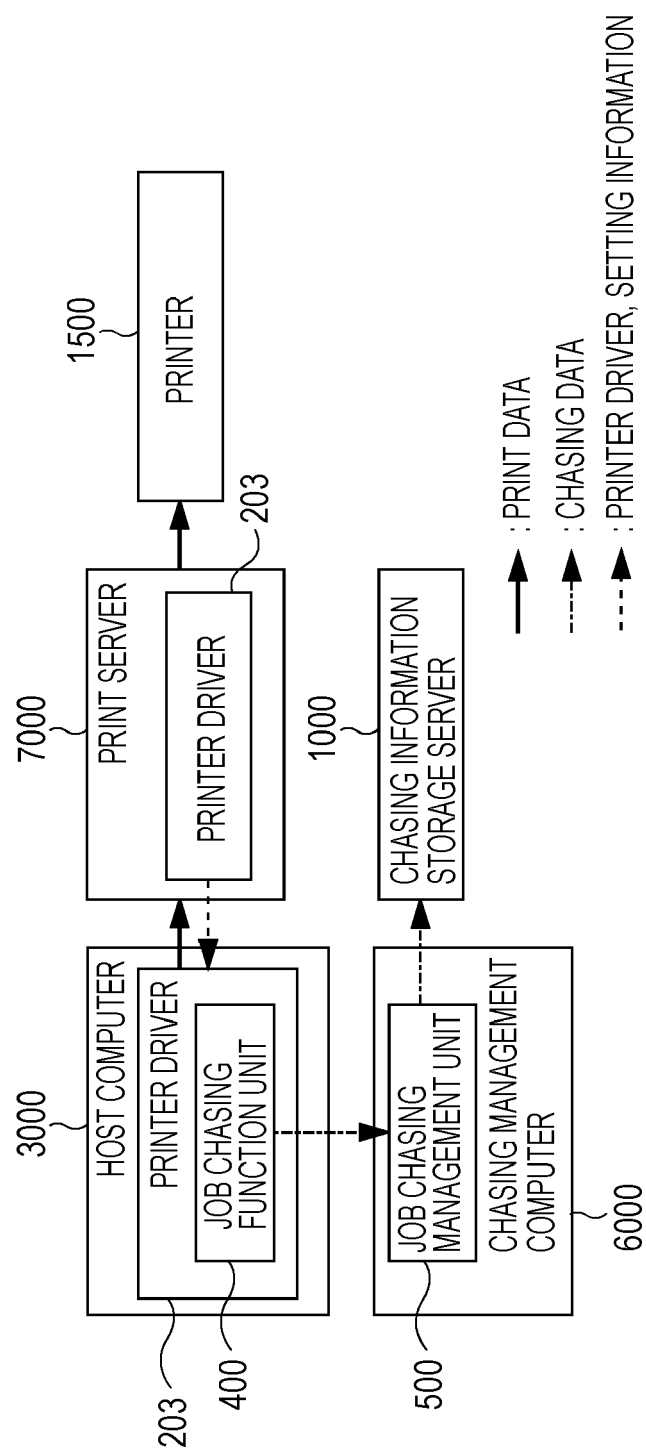 3000
HOST COMPUTER
PRINTER DRIVER
JOB CHASING
FUNCTION UNIT
203
400
7000
PRINT SERVER
PRINTER DRIVER
203
1500
PRINTER
JOB CHASING
MANAGEMENT UNIT
CHASING MANAGEMENT
COMPUTER
500
6000
1000
CHASING INFORMATION
STORAGE SERVER
: PRINT DATA
: CHASING DATA
: PRINTER DRIVER, SETTING INFORMATION